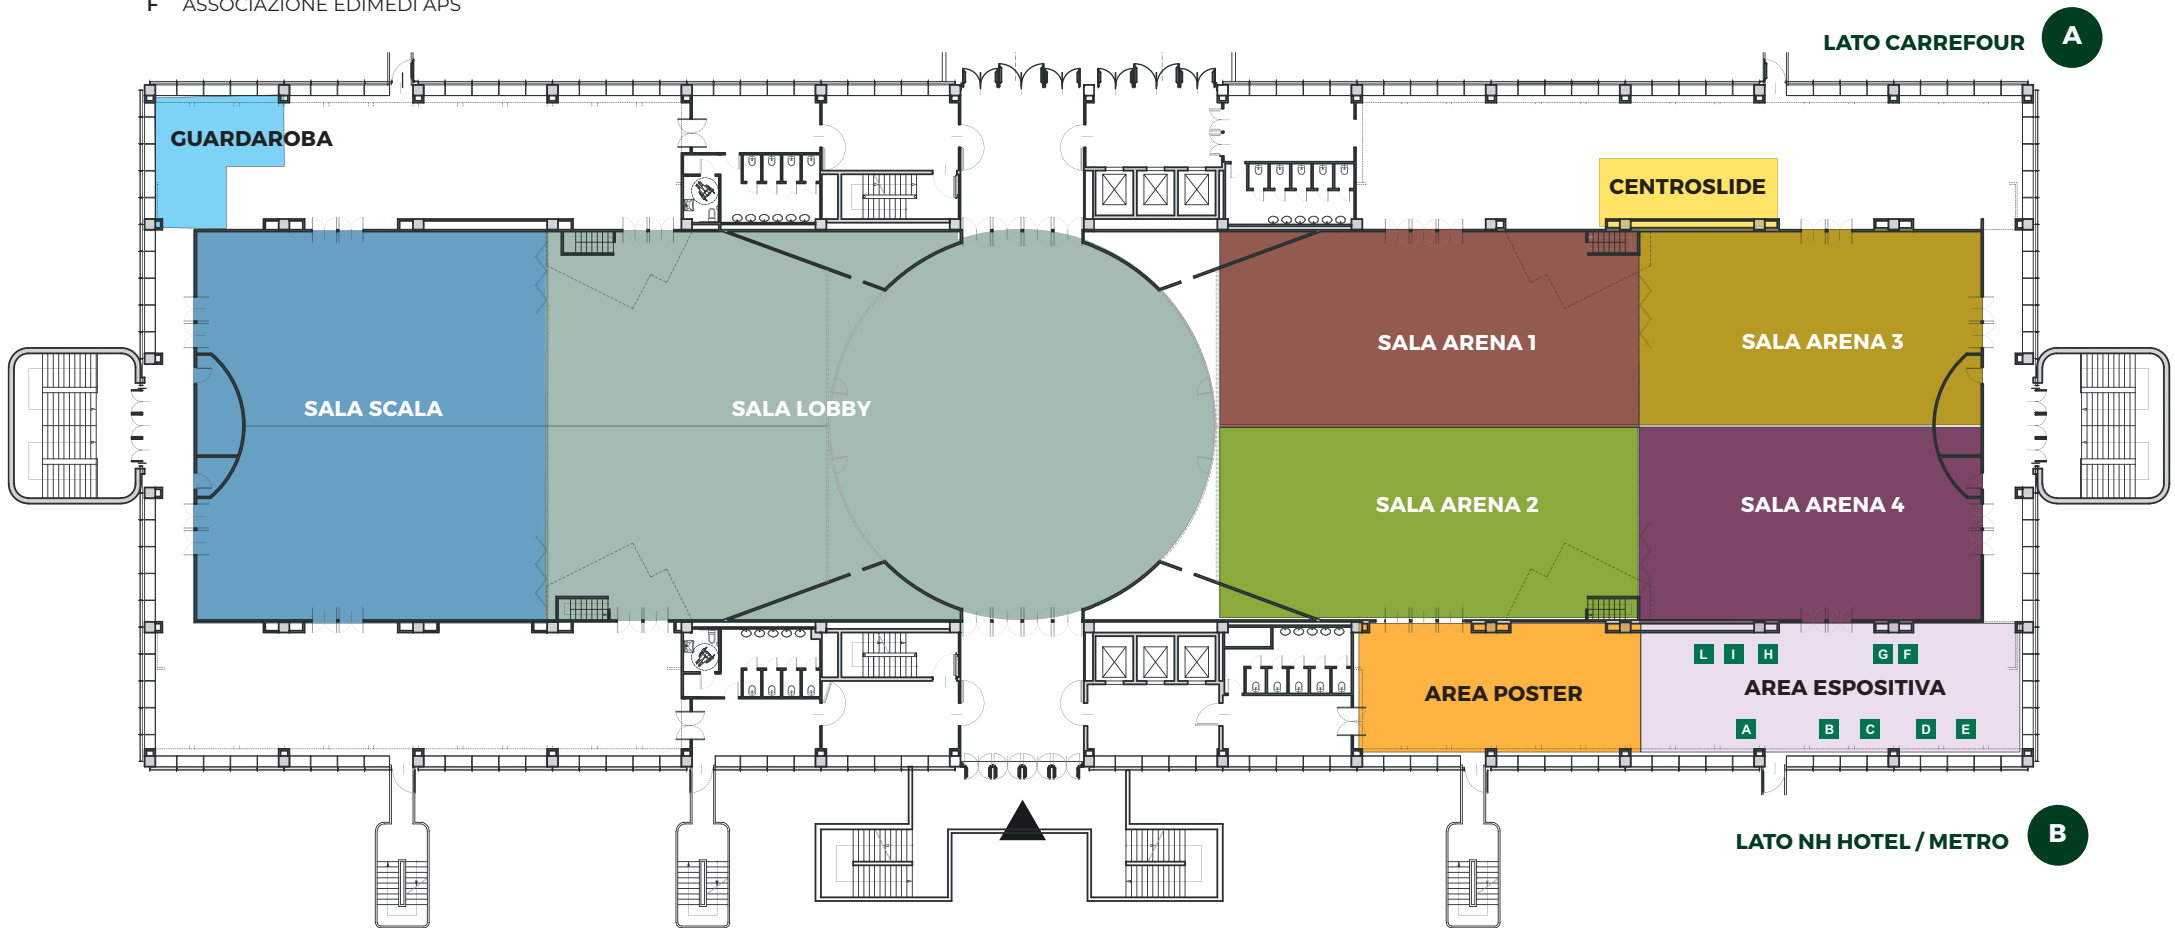 F ASSOCIAZIONE EDIMEDI APS
LATO CARREFOUR A
GUARDAROBA
CENTROSLIDE
SALA SCALA
SALA LOBBY
SALA ARENA 1
SALA ARENA 3
SALA ARENA 2
SALA ARENA 4
L I H G F
AREA POSTER
AREA ESPOSITIVA
A B C D E
LATO NH HOTEL / METRO B